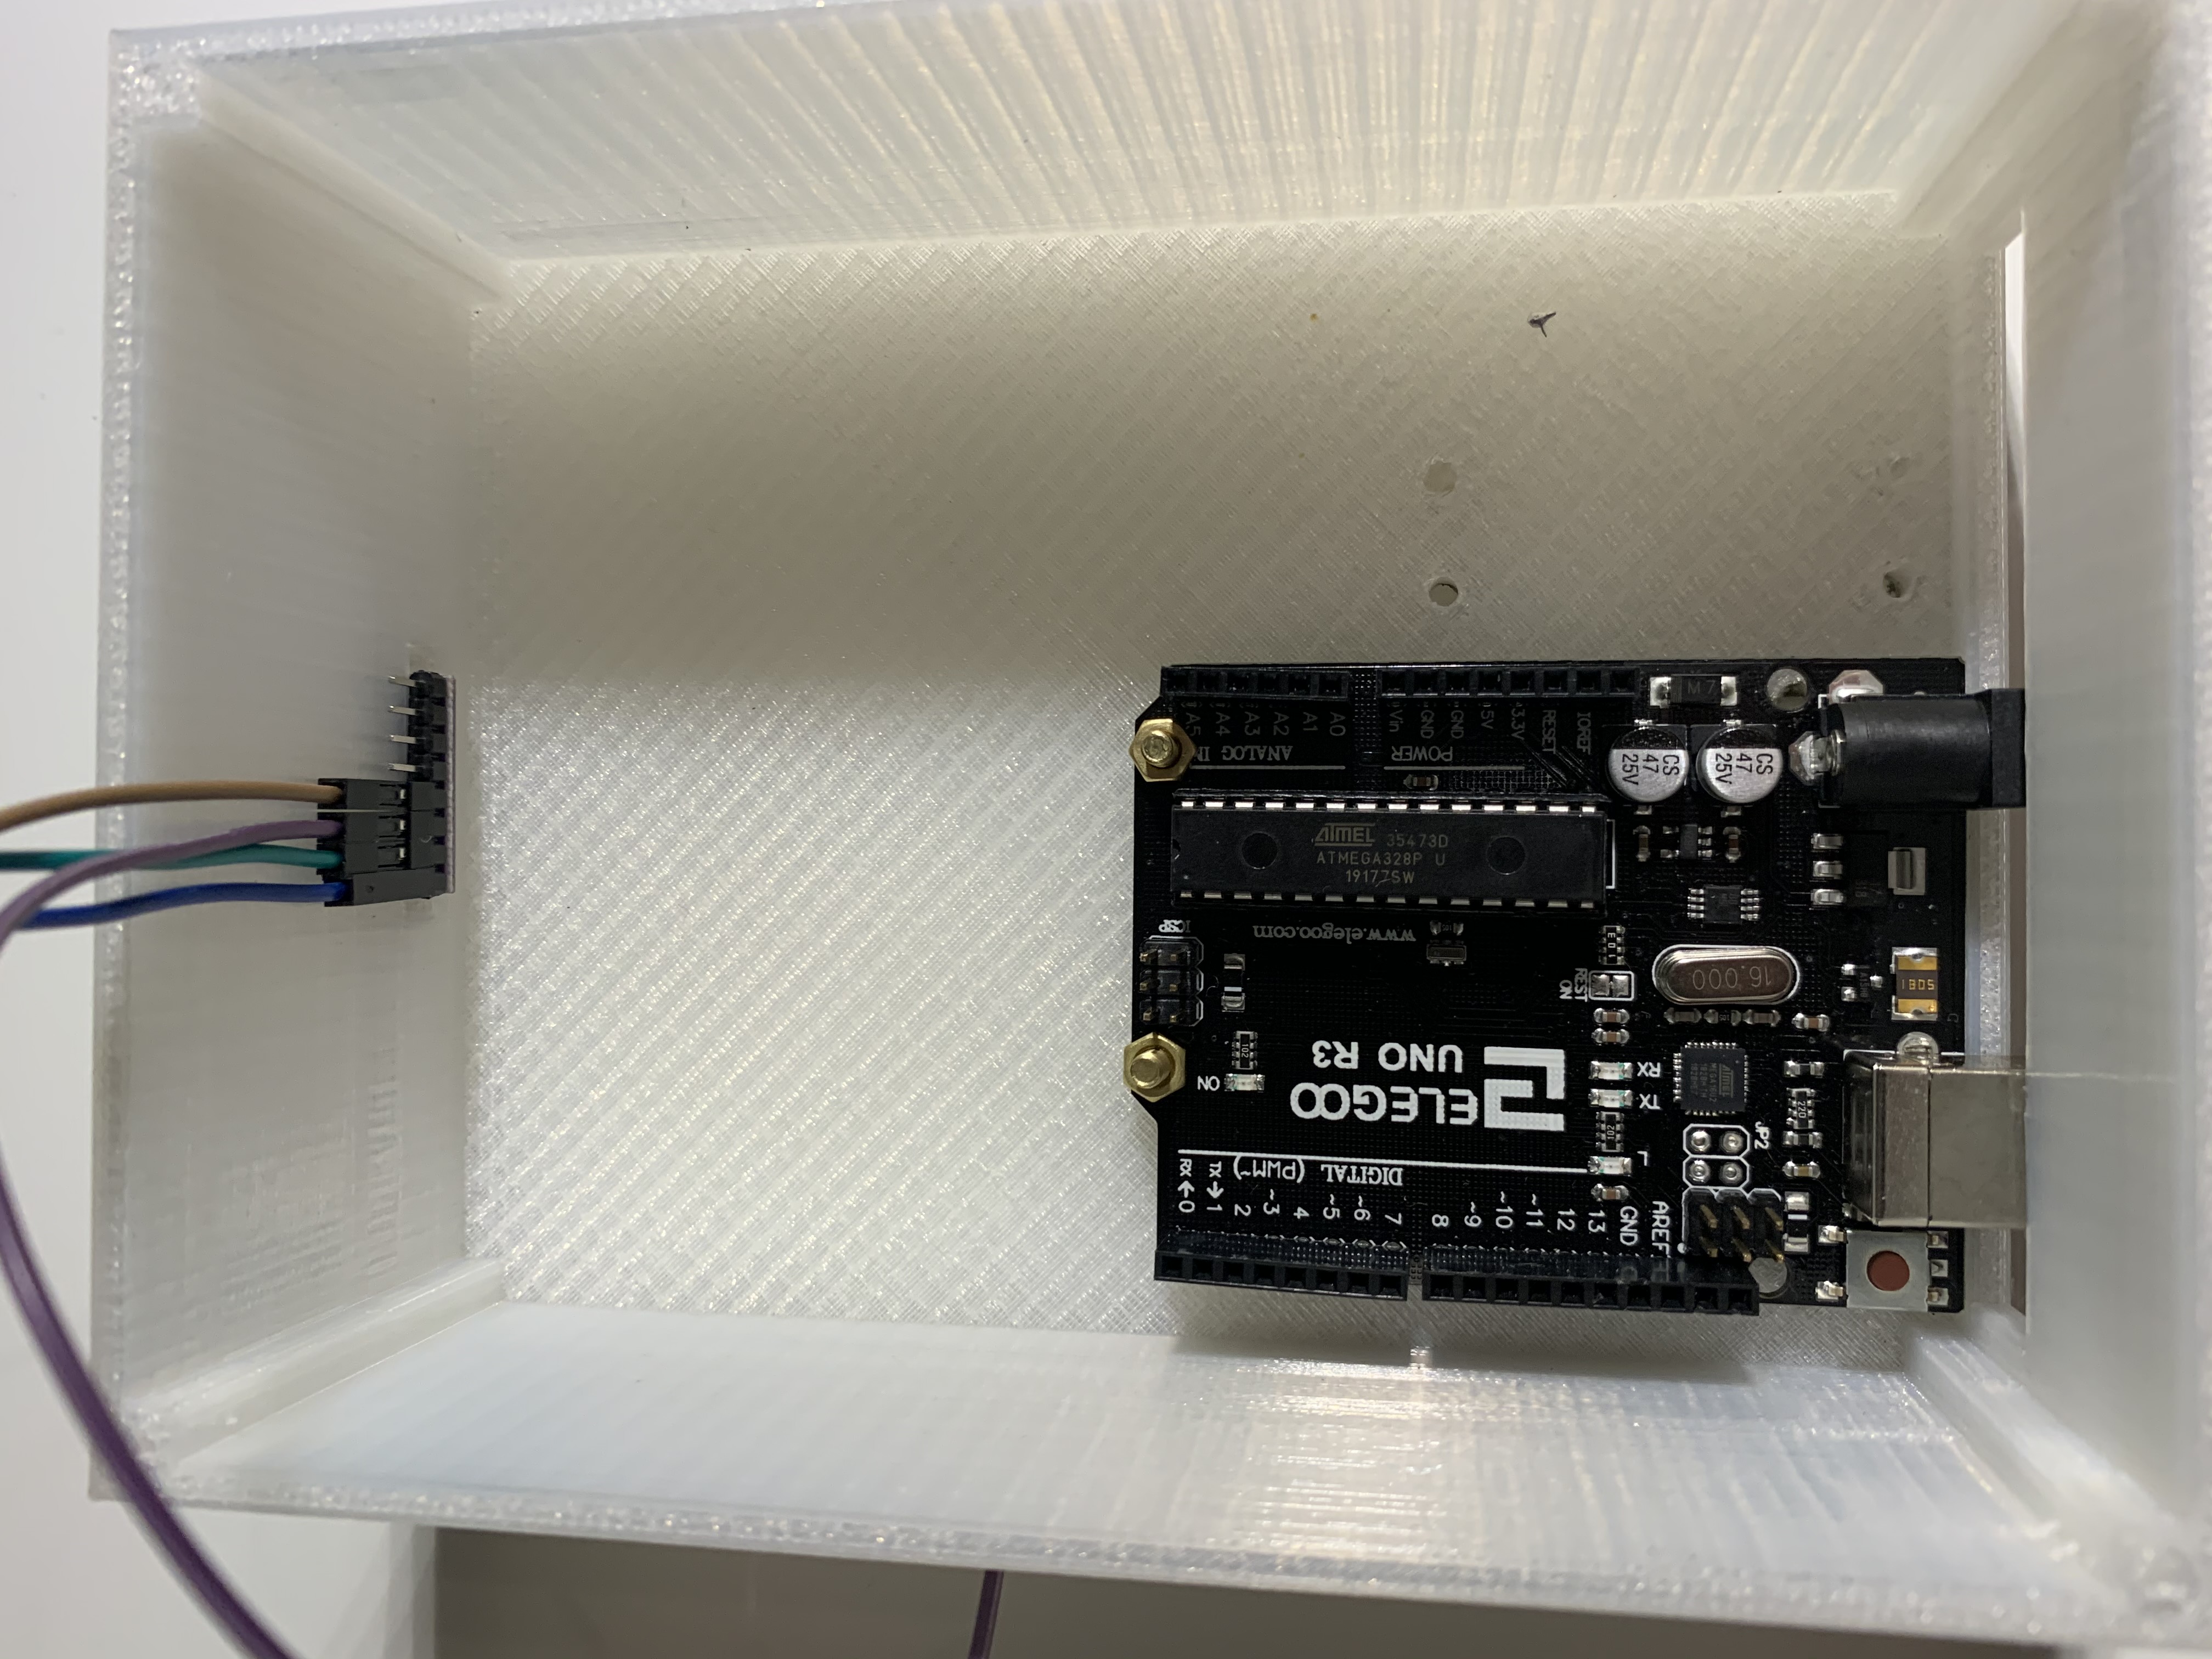 RX←0
TX→1
2
~3
4
~5
~6
7
8
~9
~10
~11
12
13
GND
AREF
DIGITAL (PWM~)
ON
102
ICSP
ELEGOO
UNO R3
www.elegoo.com
ATMEL 35473D
ATMEGA328P U
ANALOG IN
A5
A4
A3
A2
A1
A0
POWER
Vin
GND
GND
5V
3.3V
RESET
IOREF
L
102
TX
RX
RESET
ON
103
JP2
ATMEL
16.000
220
CS
47
25V
CS
47
25V
M7